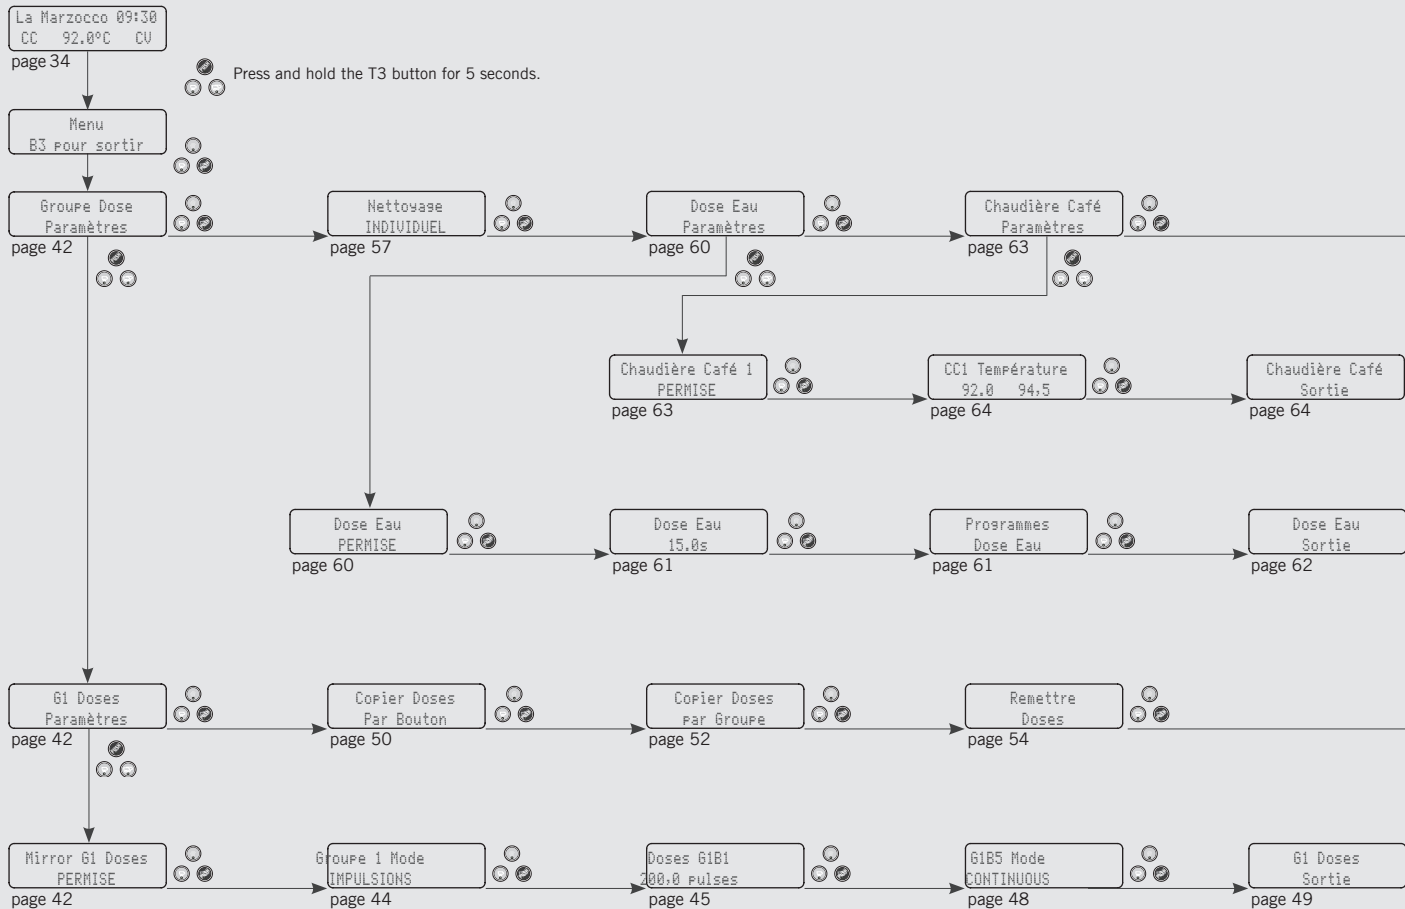 La Marzocco 09:30
CC 92.0°C CV
page 34
Press and hold the T3 button for 5 seconds.
Menu
B3 pour sortir
Groupe Dose
Paramètres
page 42
Nettoyage
INDIVIDUEL
page 57
Dose Eau
Paramètres
page 60
Chaudière Café
Paramètres
page 63
Chaudière Café 1
PERMISE
page 63
CC1 Température
92.0 94,5
page 64
Chaudière Café
Sortie
page 64
Dose Eau
PERMISE
page 60
Dose Eau
15.0s
page 61
Programmes
Dose Eau
page 61
Dose Eau
Sortie
page 62
G1 Doses
Paramètres
page 42
Copier Doses
Par Bouton
page 50
Copier Doses
par Groupe
page 52
Remettre
Doses
page 54
Mirror G1 Doses
PERMISE
page 42
Groupe 1 Mode
IMPULSIONS
page 44
Doses G1B1
200,0 pulses
page 45
G1B5 Mode
CONTINUOUS
page 48
G1 Doses
Sortie
page 49